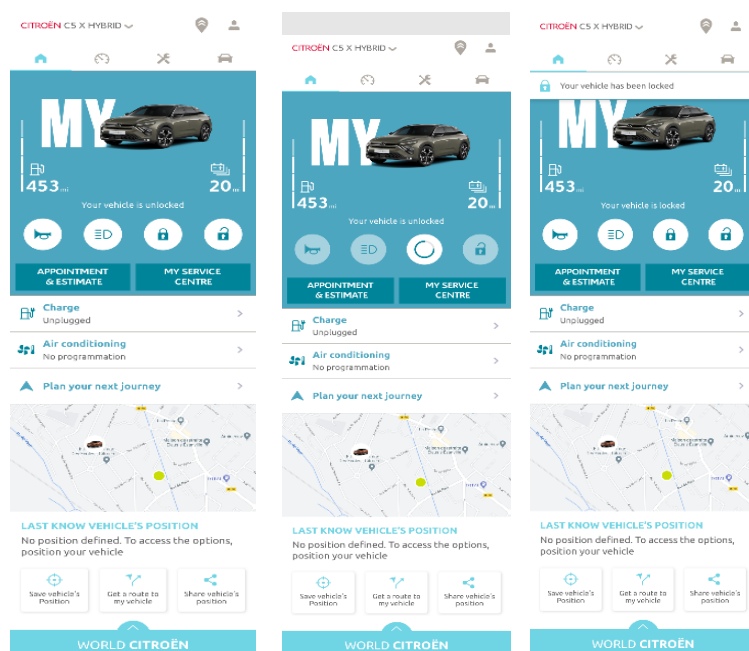 CITROËN C5 X HYBRID
MY
453 mi
20 mi
Your vehicle is unlocked
APPOINTMENT
& ESTIMATE
MY SERVICE
CENTRE
Charge
Unplugged
Air conditioning
No programmation
Plan your next journey
LAST KNOW VEHICLE'S POSITION
No position defined. To access the options,
position your vehicle
Save vehicle's
Position
Get a route to
my vehicle
Share vehicle's
position
WORLD CITROËN
CITROËN C5 X HYBRID
MY
453 mi
20 mi
Your vehicle is unlocked
APPOINTMENT
& ESTIMATE
MY SERVICE
CENTRE
Charge
Unplugged
Air conditioning
No programmation
Plan your next journey
LAST KNOW VEHICLE'S POSITION
No position defined. To access the options,
position your vehicle
Save vehicle's
Position
Get a route to
my vehicle
Share vehicle's
position
WORLD CITROËN
CITROËN C5 X HYBRID
Your vehicle has been locked
MY
453 mi
20 mi
Your vehicle is locked
APPOINTMENT
& ESTIMATE
MY SERVICE
CENTRE
Charge
Unplugged
Air conditioning
No programmation
Plan your next journey
LAST KNOW VEHICLE'S POSITION
No position defined. To access the options,
position your vehicle
Save vehicle's
Position
Get a route to
my vehicle
Share vehicle's
position
WORLD CITROËN